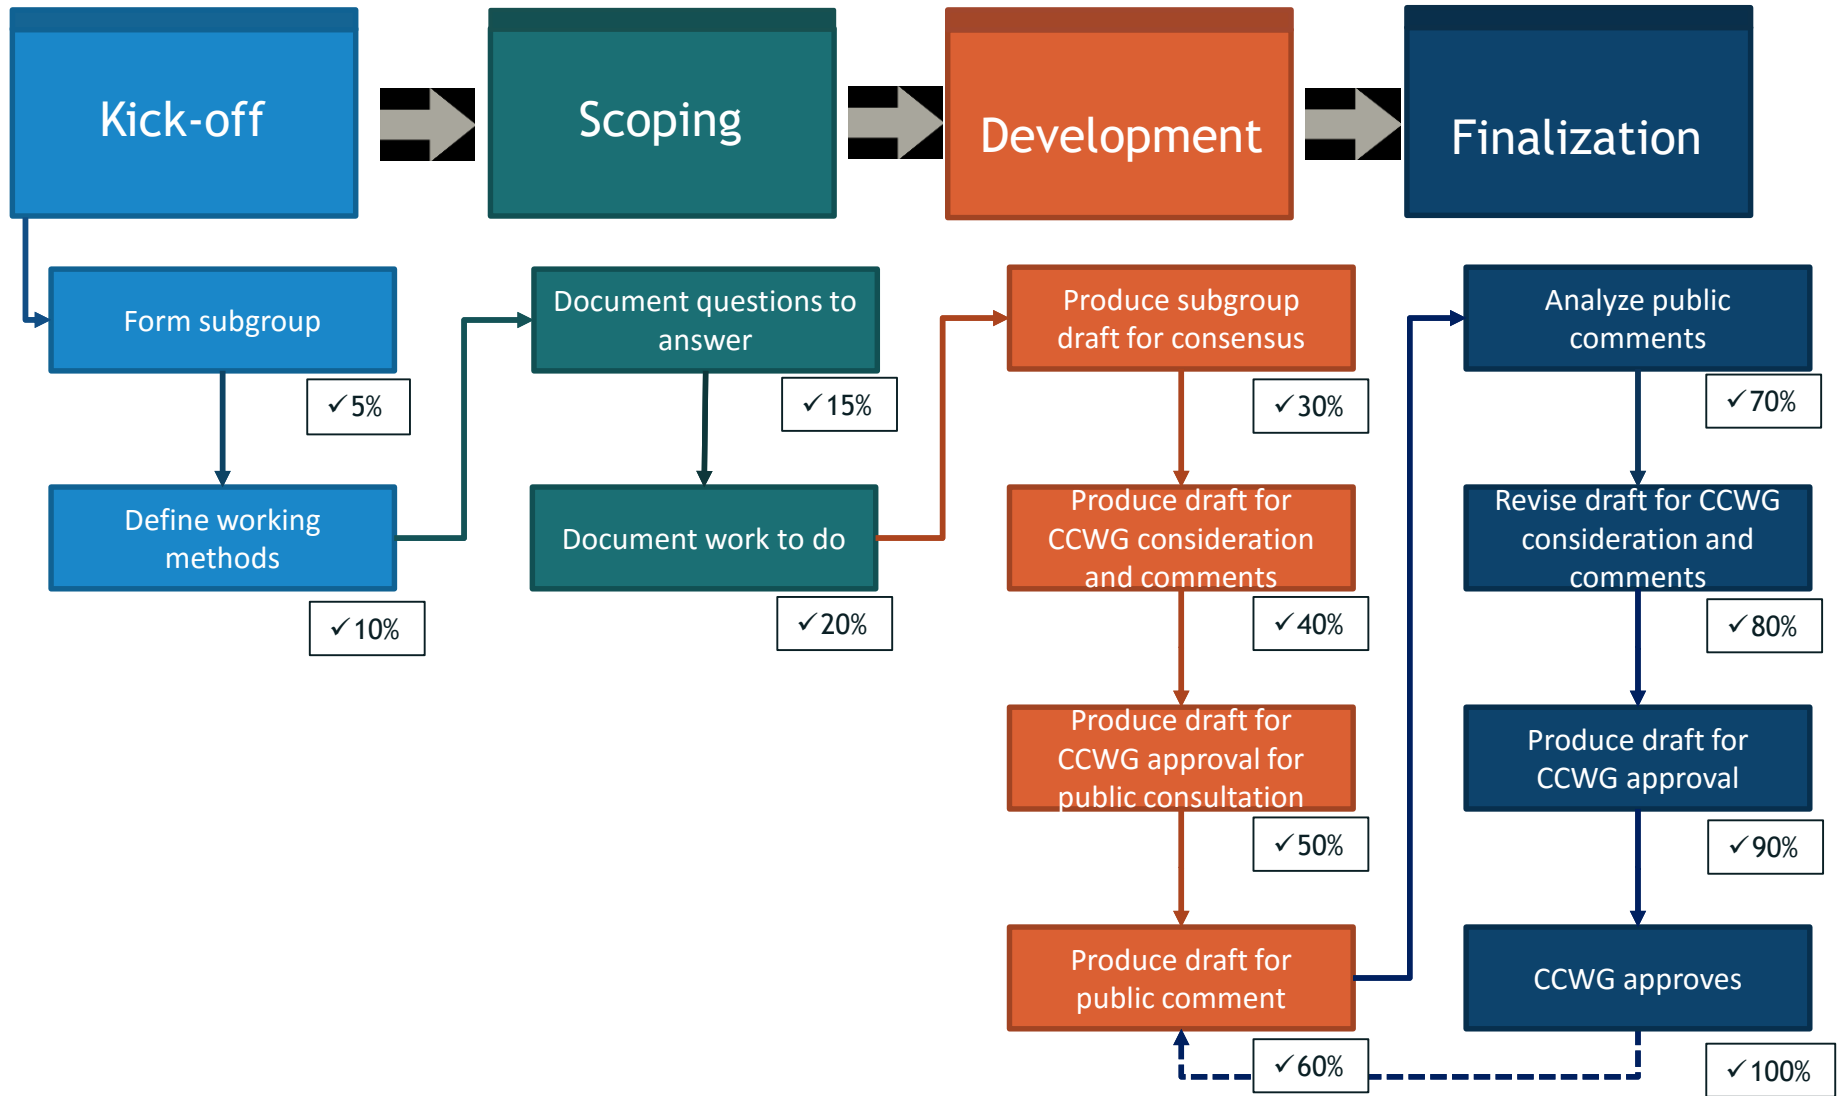 Kick-off
Scoping
Development
Finalization
Form subgroup
✓5%
Define working
methods
✓10%
Document questions to
answer
✓15%
Document work to do
✓20%
Produce subgroup
draft for consensus
✓30%
Produce draft for
CCWG consideration
and comments
✓40%
Produce draft for
CCWG approval for
public consultation
✓50%
Produce draft for
public comment
✓60%
Analyze public
comments
✓70%
Revise draft for CCWG
consideration and
comments
✓80%
Produce draft for
CCWG approval
✓90%
CCWG approves
✓100%